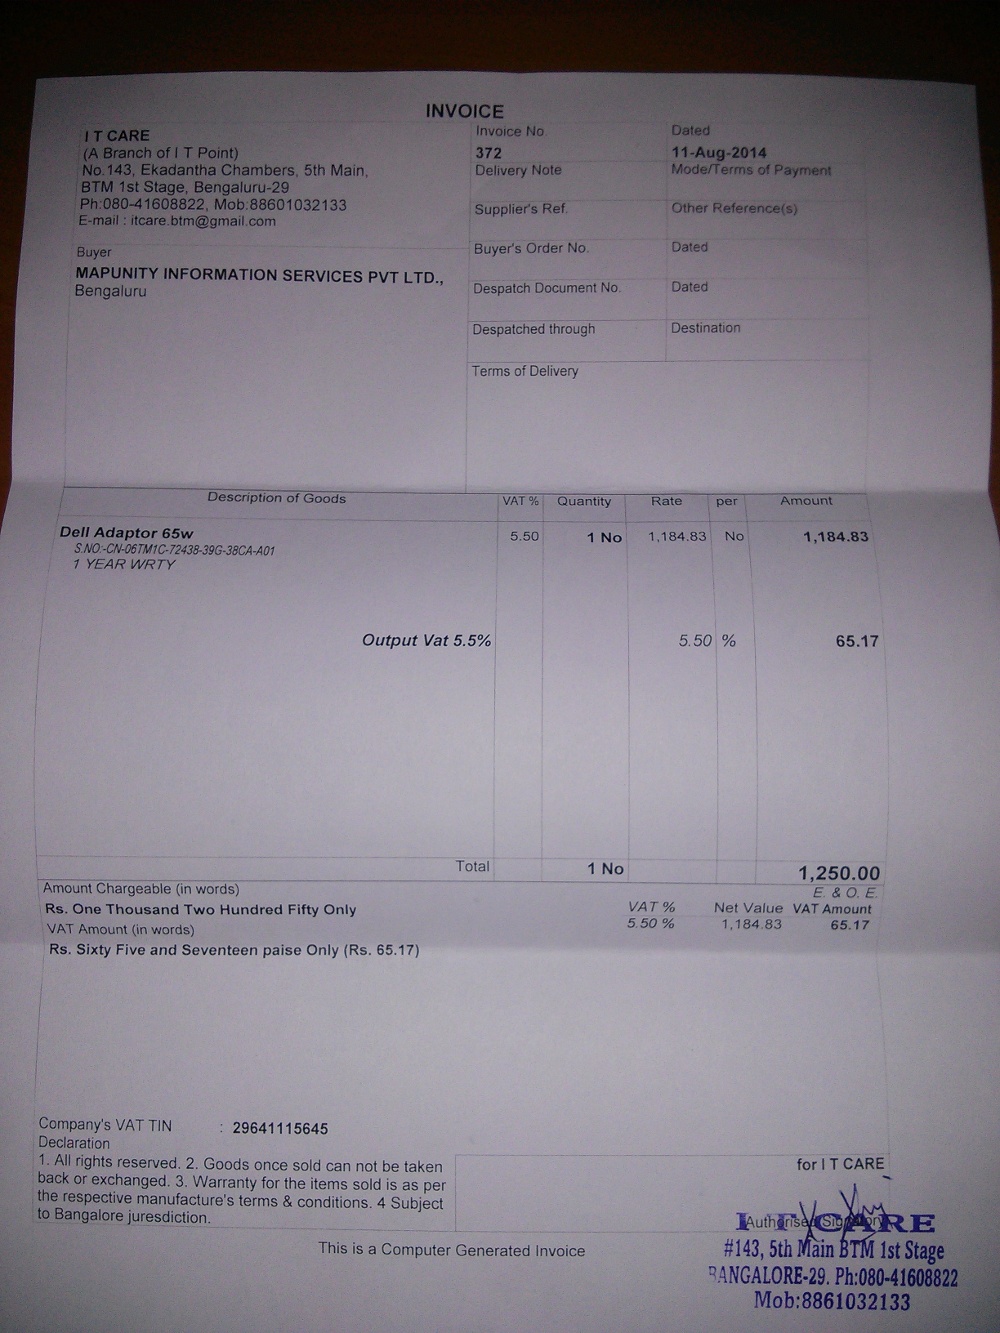 INVOICE
I T CARE
(A Branch of I T Point)
No.143, Ekadantha Chambers, 5th Main,
BTM 1st Stage, Bengaluru-29
Ph:080-41608822, Mob:88601032133
E-mail : itcare.btm@gmail.com
Buyer
MAPUNITY INFORMATION SERVICES PVT LTD.,
Bengaluru
Invoice No. Dated
372 11-Aug-2014
Delivery Note Mode/Terms of Payment
Supplier's Ref. Other Reference(s)
Buyer's Order No. Dated
Despatch Document No. Dated
Despatched through Destination
Terms of Delivery
Description of Goods VAT % Quantity Rate per Amount
Dell Adaptor 65w 5.50 1 No 1,184.83 No 1,184.83
S.NO:-CN-06TM1C-72438-39G-38CA-A01
1 YEAR WRTY
Output Vat 5.5% 5.50 % 65.17
Total 1 No 1,250.00
Amount Chargeable (in words) E. & O. E.
Rs. One Thousand Two Hundred Fifty Only VAT % Net Value VAT Amount
VAT Amount (in words) 5.50 % 1,184.83 65.17
Rs. Sixty Five and Seventeen paise Only (Rs. 65.17)
Company's VAT TIN : 29641115645
Declaration
1. All rights reserved. 2. Goods once sold can not be taken
back or exchanged. 3. Warranty for the items sold is as per
the respective manufacture's terms & conditions. 4 Subject
to Bangalore juresdiction.
for I T CARE
Authorised Signatory
I T CARE
#143, 5th Main BTM 1st Stage
BANGALORE-29. Ph:080-41608822
Mob:8861032133
This is a Computer Generated Invoice